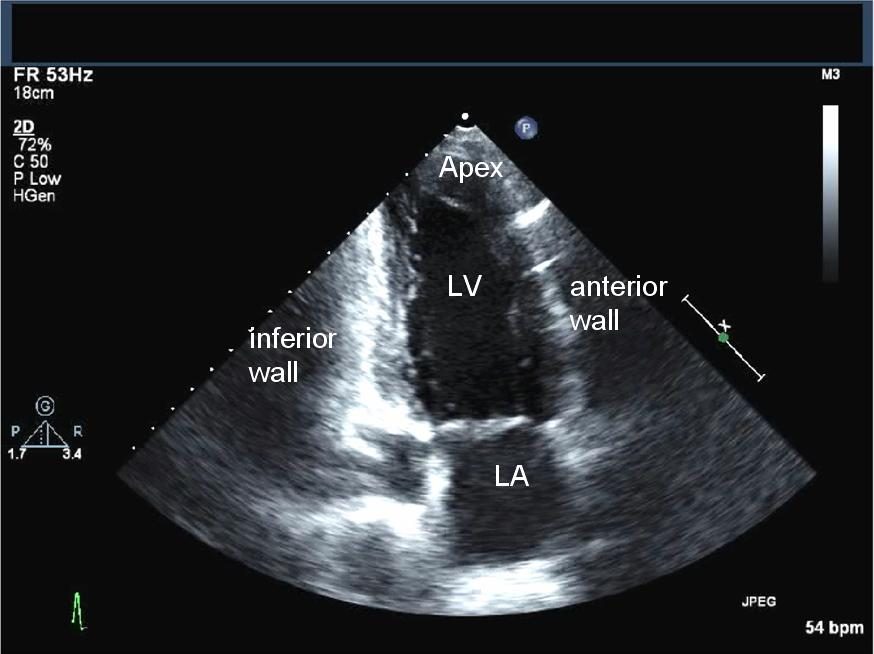 FR 53Hz
18cm
M3
2D
72%
C 50
P Low
HGen
P
Apex
LV
anterior
wall
x
inferior
wall
G
P R
1.7 3.4
LA
JPEG
54 bpm